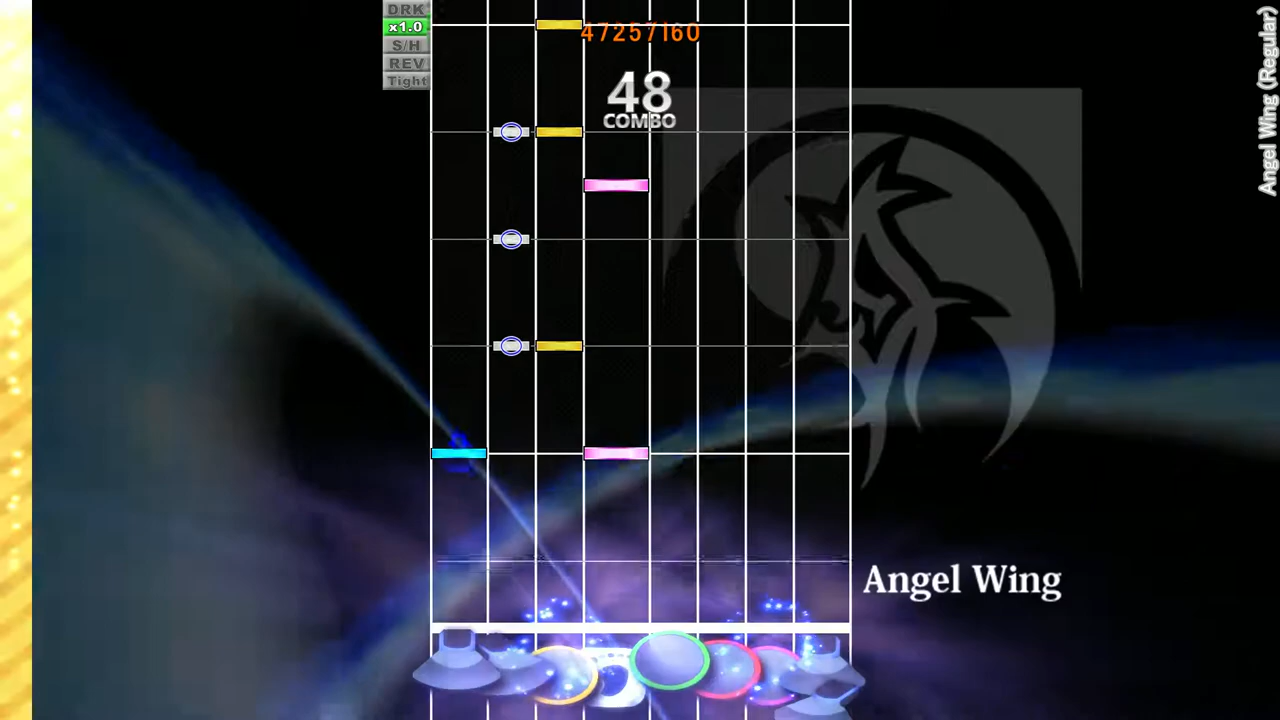 DRK
x1.0
S/H
REV
Tight
47257160
48
COMBO
Angel Wing (Regular)
Angel Wing